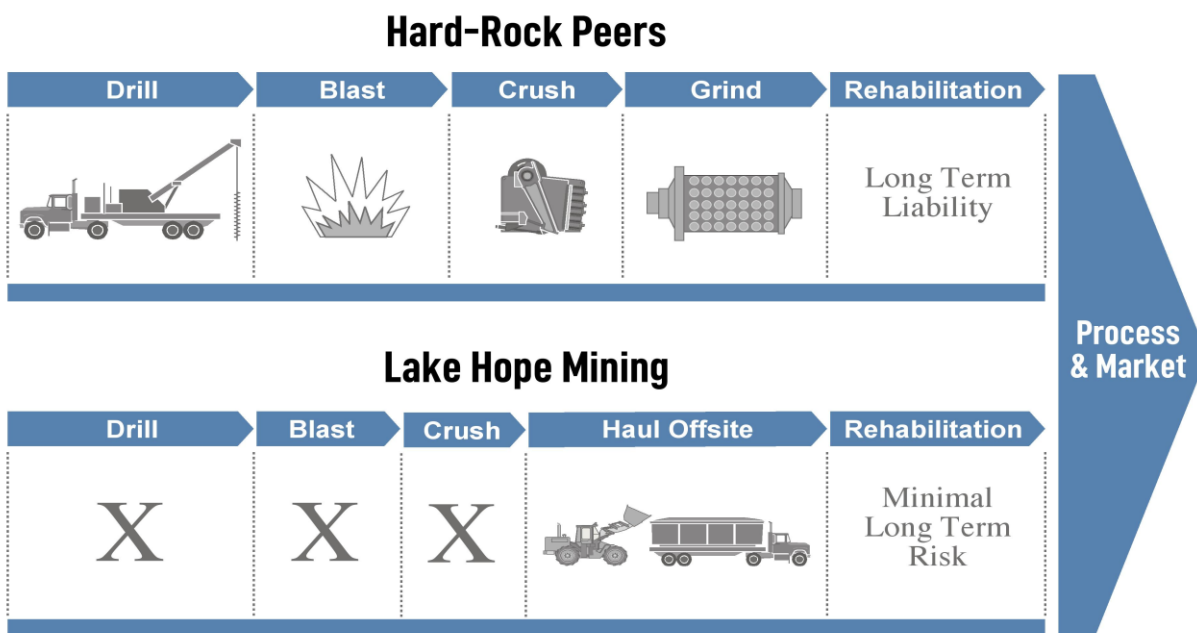 Hard-Rock Peers
Drill
Blast
Crush
Grind
Rehabilitation
Long Term
Liability
Lake Hope Mining
Drill
Blast
Crush
Haul Offsite
Rehabilitation
X
X
X
Minimal
Long Term
Risk
Process
& Market